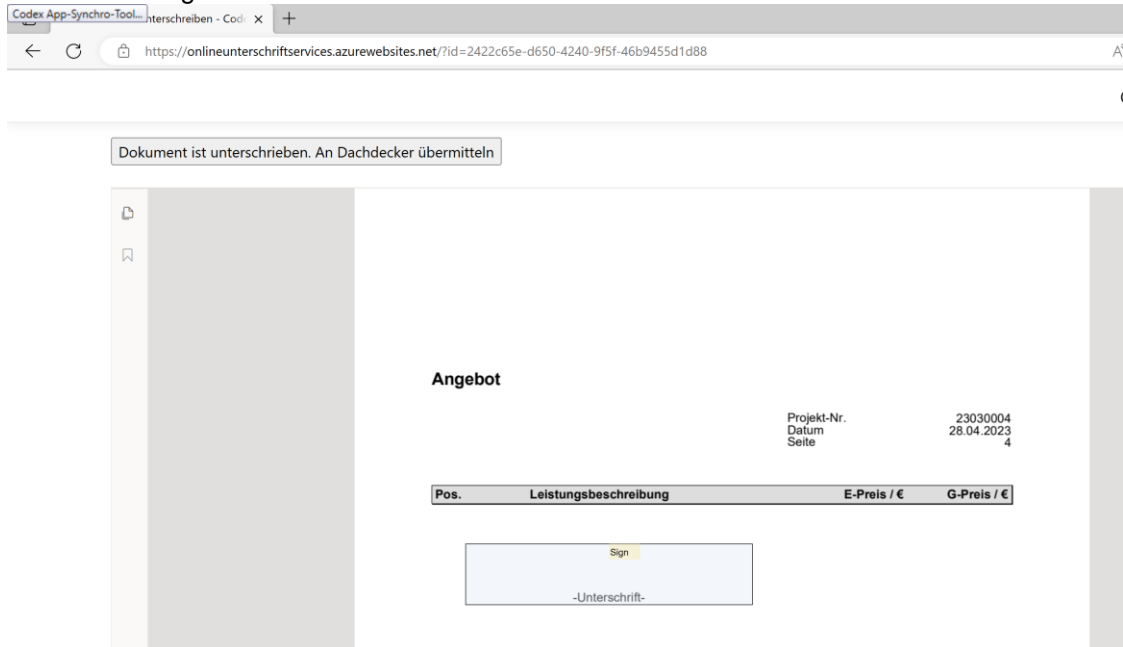 Codex App-Synchro-Tool... nterschreiben - Cod
https://onlineunterschriftservices.azurewebsites.net/?id=2422c65e-d650-4240-9f5f-46b9455d1d88
Dokument ist unterschrieben. An Dachdecker übermitteln
Angebot
Projekt-Nr. 23030004
Datum 28.04.2023
Seite 4
Pos. Leistungsbeschreibung E-Preis / € G-Preis / €
Sign
-Unterschrift-